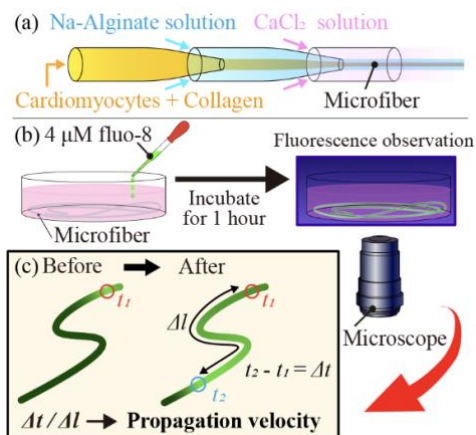 (a) Na-Alginate solution CaCl₂ solution
Cardiomyocytes + Collagen
Microfiber
(b) 4 μM fluo-8
Fluorescence observation
Incubate
for 1 hour
Microfiber
(c) Before After
t₁ t₁
Δl
t₂ - t₁ = Δt
t₂
Δt / Δl Propagation velocity
Microscope